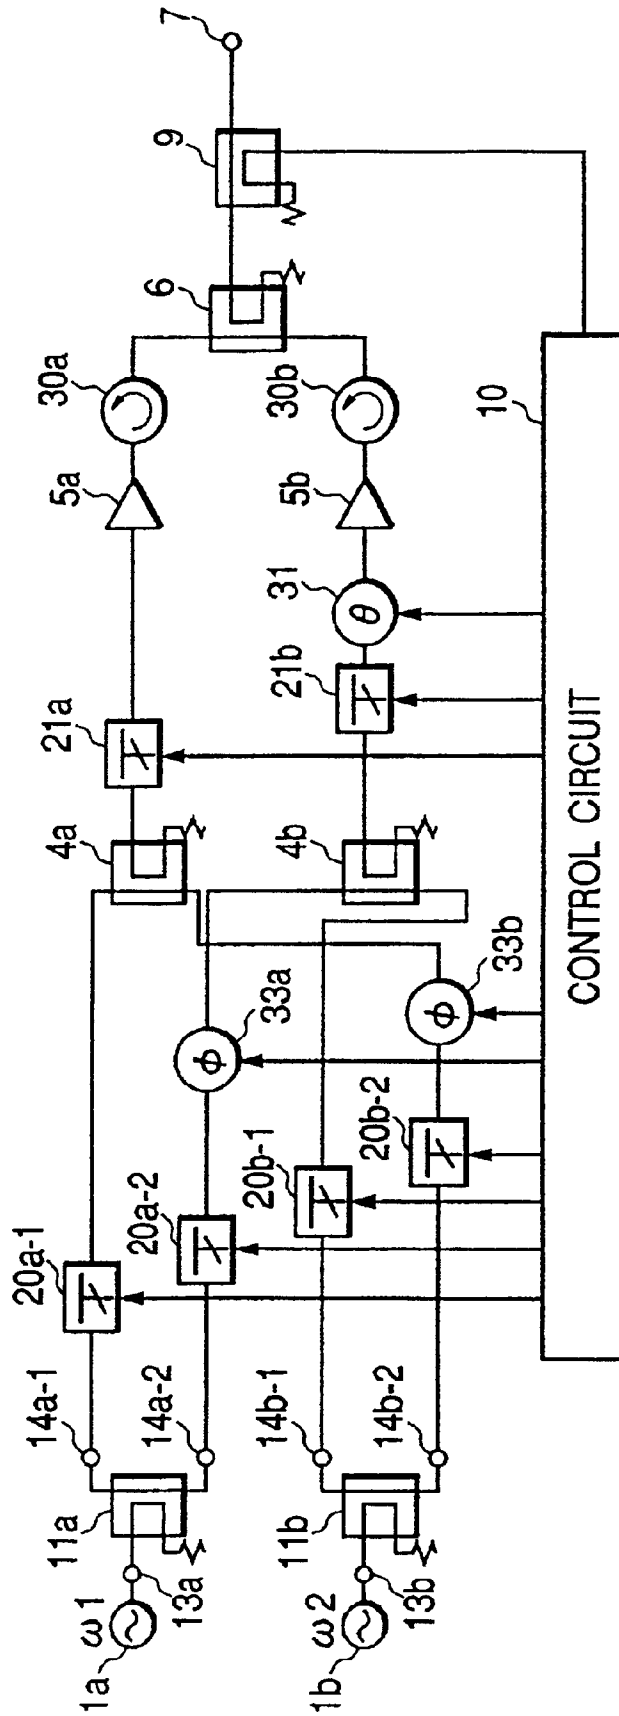 1a
ω1
13a
11a
14a-1
14a-2
20a-1
20a-2
33a
4a
21a
5a
30a
6
9
7
1b
ω2
13b
11b
14b-1
14b-2
20b-1
20b-2
ϕ
ϕ
33b
4b
21b
θ
31
5b
30b
10
CONTROL CIRCUIT